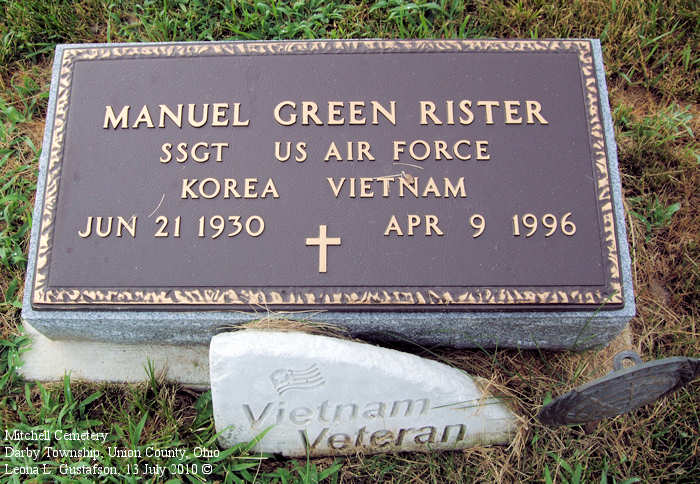 MANUEL GREEN RISTER
SSGT US AIR FORCE
KOREA VIETNAM
JUN 21 1930 APR 9 1996
Vietnam
Veteran
Mitchell Cemetery
Darby Township, Union County, Ohio
Leona L. Gustafson, 13 July 2010 ©